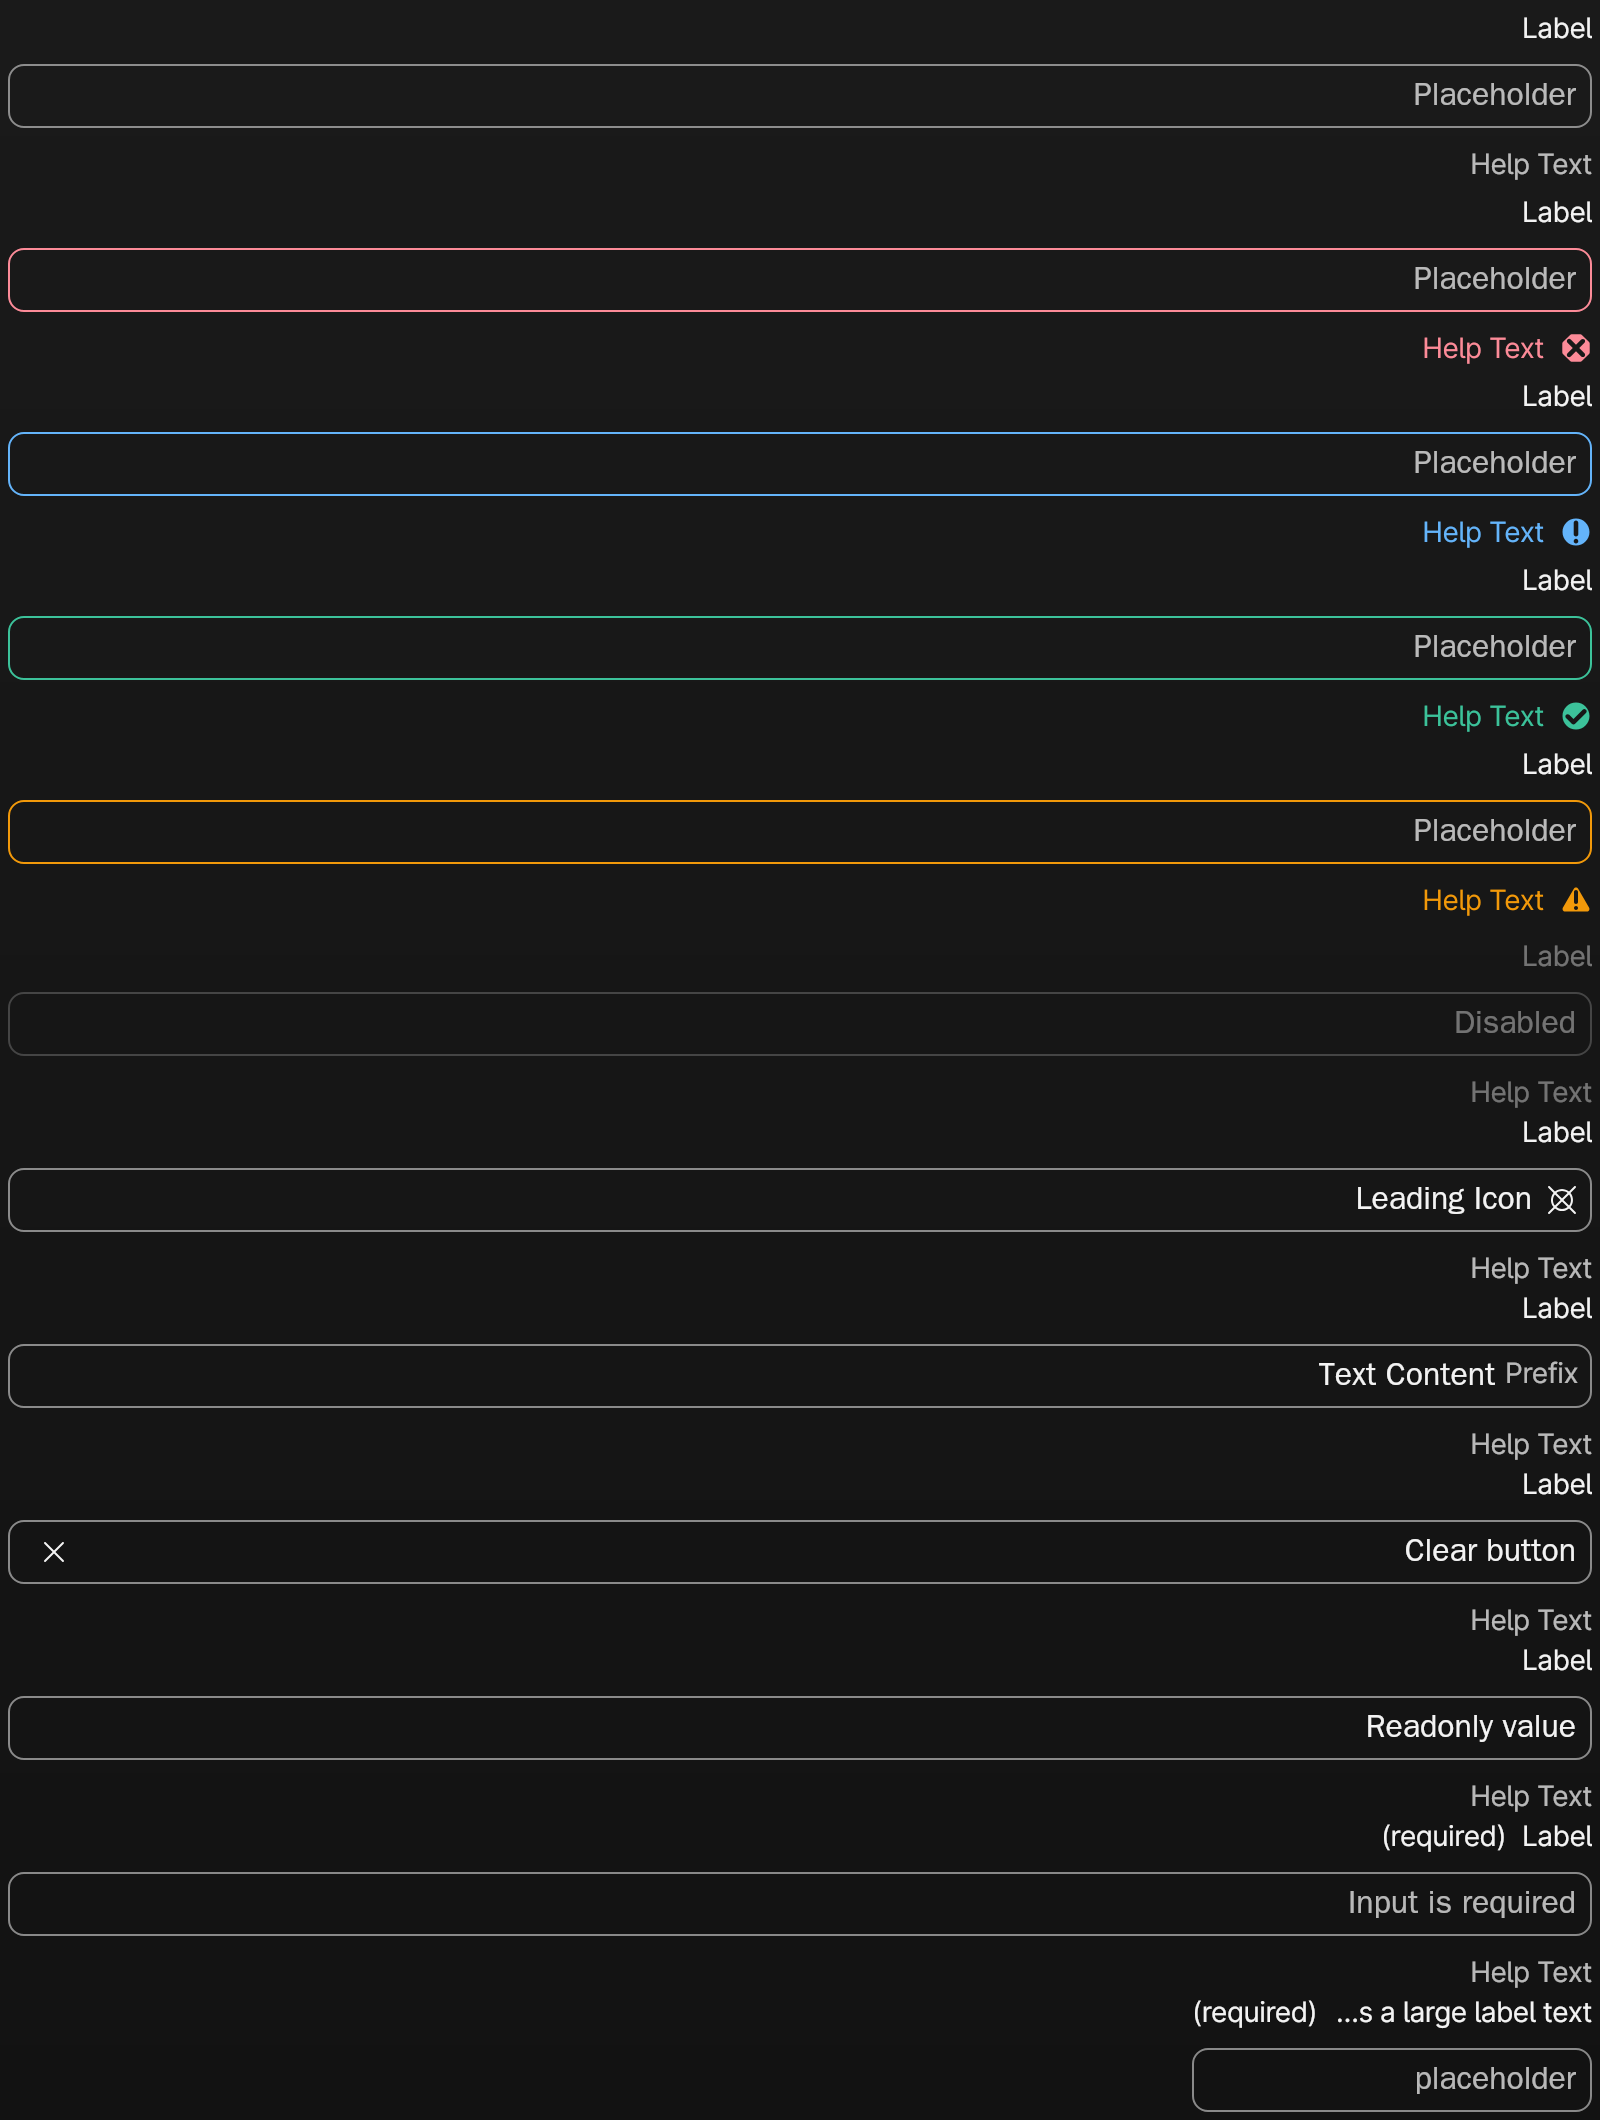 Label
Placeholder
Help Text
Label
Placeholder
Help Text
Label
Placeholder
Help Text
Label
Placeholder
Help Text
Label
Placeholder
Help Text
Label
Disabled
Help Text
Label
Leading Icon
Help Text
Label
Text Content Prefix
Help Text
Label
Clear button
Help Text
Label
Readonly value
Help Text
(required) Label
Input is required
Help Text
(required) ...s a large label text
placeholder